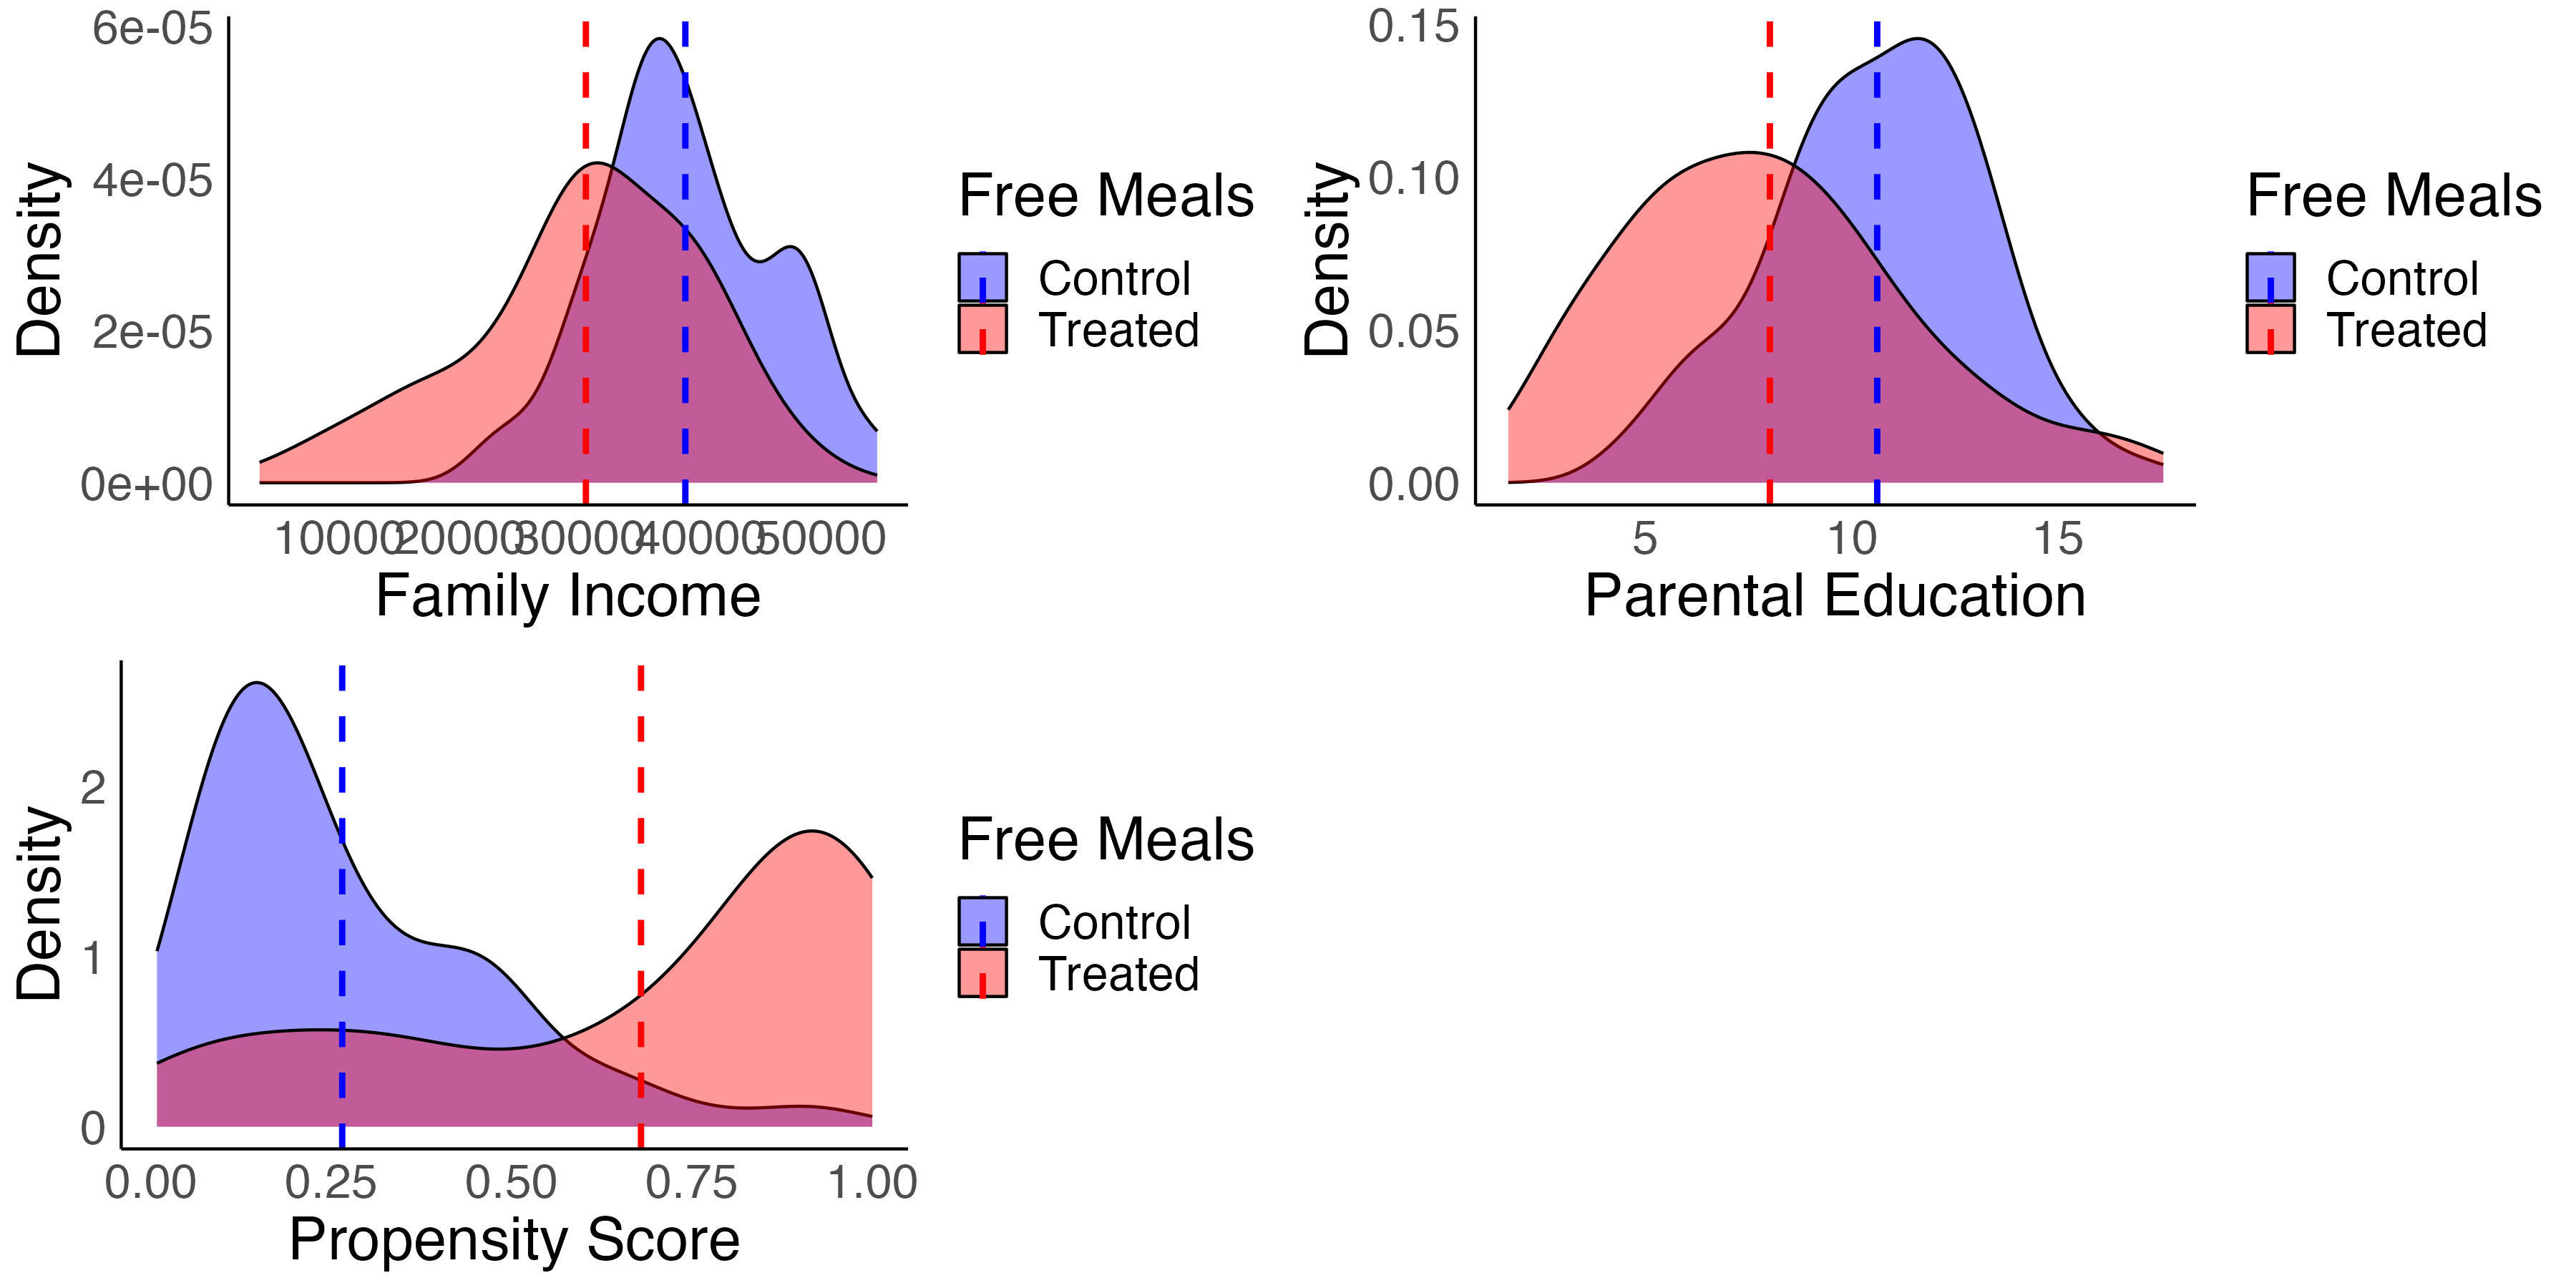 6e-05
4e-05
2e-05
0e+00
Density
10000 20000 30000 40000 50000
Family Income
Free Meals
Control
Treated
0.15
0.10
0.05
0.00
Density
5 10 15
Parental Education
Free Meals
Control
Treated
2
1
0
Density
0.00 0.25 0.50 0.75 1.00
Propensity Score
Free Meals
Control
Treated